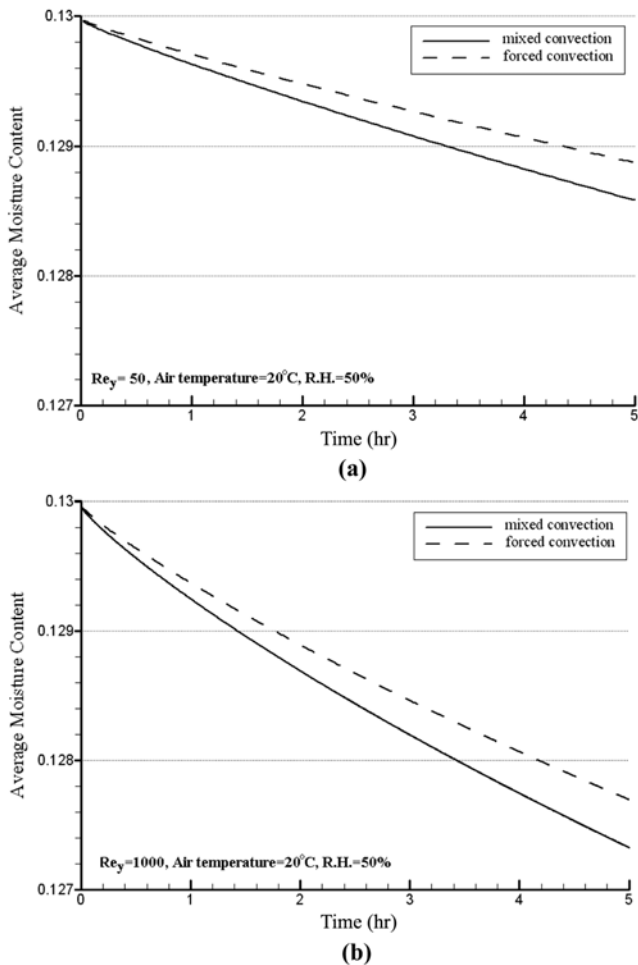 0.13
mixed convection
forced convection
0.129
Average Moisture Content
0.128
Re_y= 50, Air temperature=20°C, R.H.=50%
0.127
0 1 2 3 4 5
Time (hr)
(a)
0.13
mixed convection
forced convection
0.129
Average Moisture Content
0.128
Re_y=1000, Air temperature=20°C, R.H.=50%
0.127
0 1 2 3 4 5
Time (hr)
(b)